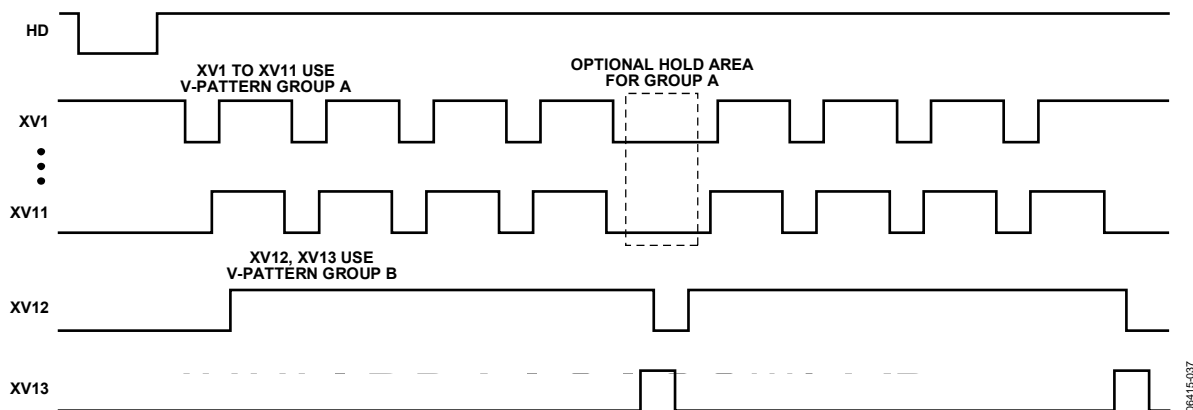 HD
XV1 TO XV11 USE
V-PATTERN GROUP A
OPTIONAL HOLD AREA
FOR GROUP A
XV1
XV11
XV12, XV13 USE
V-PATTERN GROUP B
XV12
XV13
06415-037